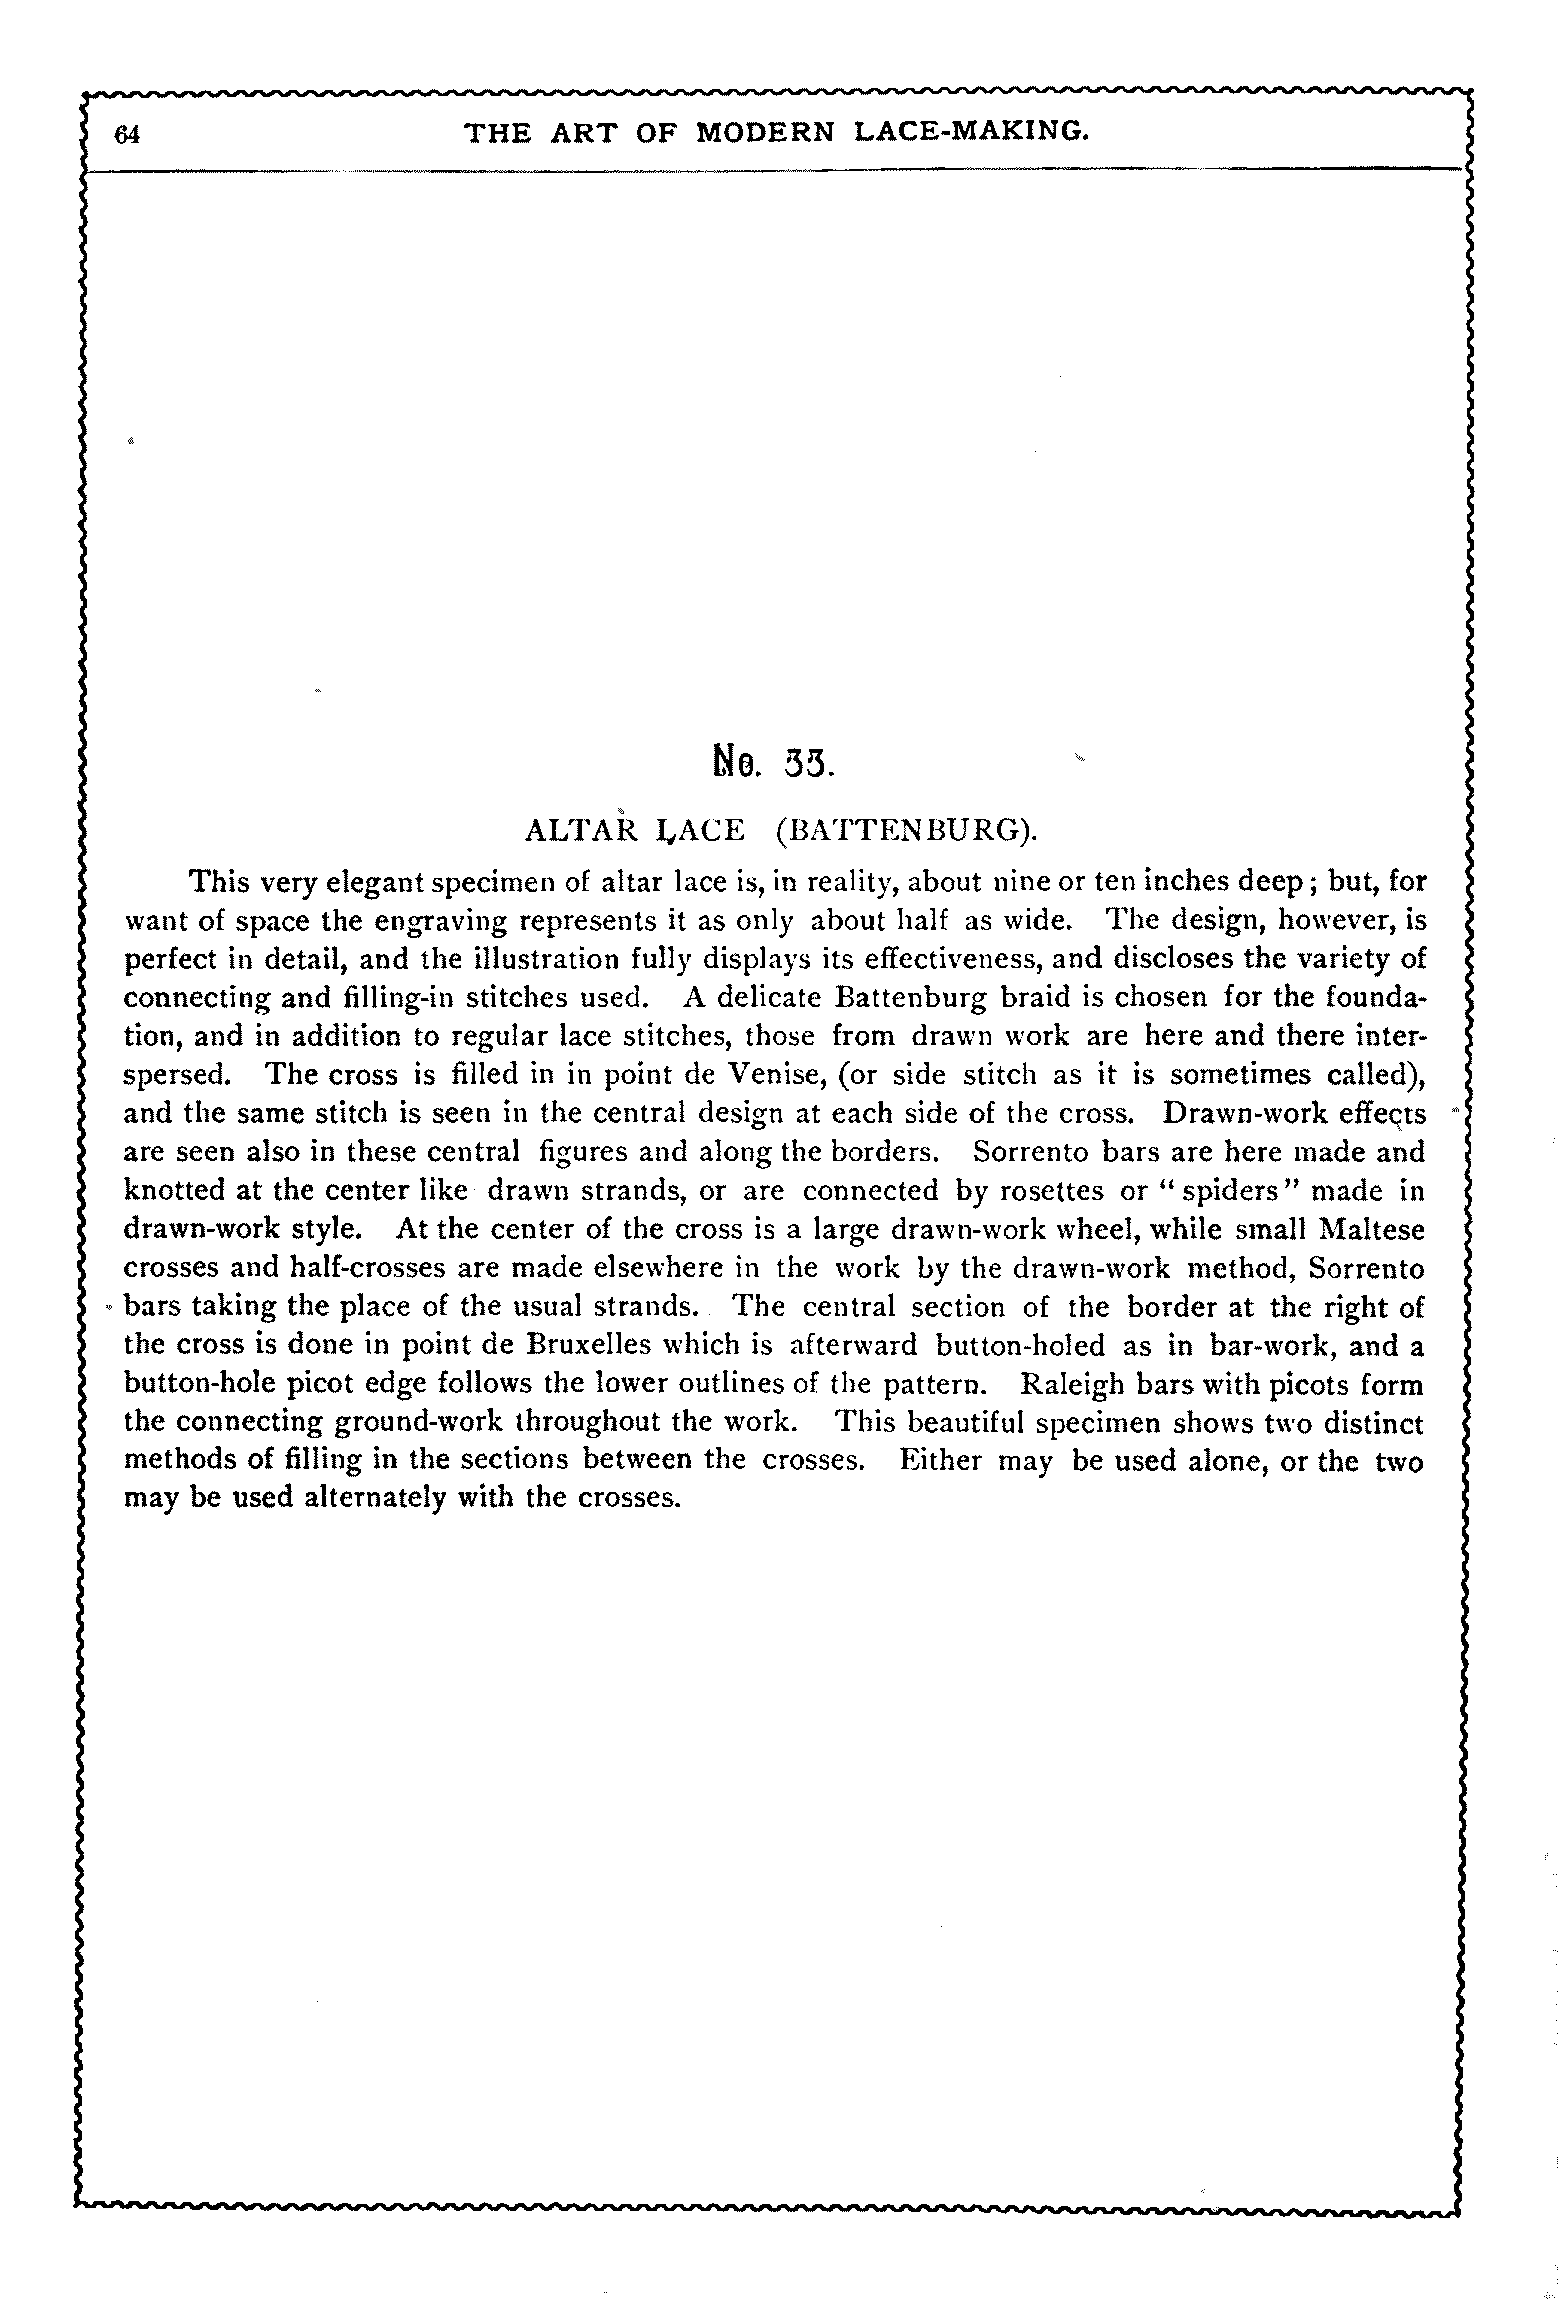 64
THE ART OF MODERN LACE-MAKING.
No. 33.
ALTAR LACE (BATTENBURG).
This very elegant specimen of altar lace is, in reality, about nine or ten inches deep; but, for
want of space the engraving represents it as only about half as wide. The design, however, is
perfect in detail, and the illustration fully displays its effectiveness, and discloses the variety of
connecting and filling-in stitches used. A delicate Battenburg braid is chosen for the founda-
tion, and in addition to regular lace stitches, those from drawn work are here and there inter-
spersed. The cross is filled in in point de Venise, (or side stitch as it is sometimes called),
and the same stitch is seen in the central design at each side of the cross. Drawn-work effects
are seen also in these central figures and along the borders. Sorrento bars are here made and
knotted at the center like drawn strands, or are connected by rosettes or "spiders" made in
drawn-work style. At the center of the cross is a large drawn-work wheel, while small Maltese
crosses and half-crosses are made elsewhere in the work by the drawn-work method, Sorrento
bars taking the place of the usual strands. The central section of the border at the right of
the cross is done in point de Bruxelles which is afterward button-holed as in bar-work, and a
button-hole picot edge follows the lower outlines of the pattern. Raleigh bars with picots form
the connecting ground-work throughout the work. This beautiful specimen shows two distinct
methods of filling in the sections between the crosses. Either may be used alone, or the two
may be used alternately with the crosses.